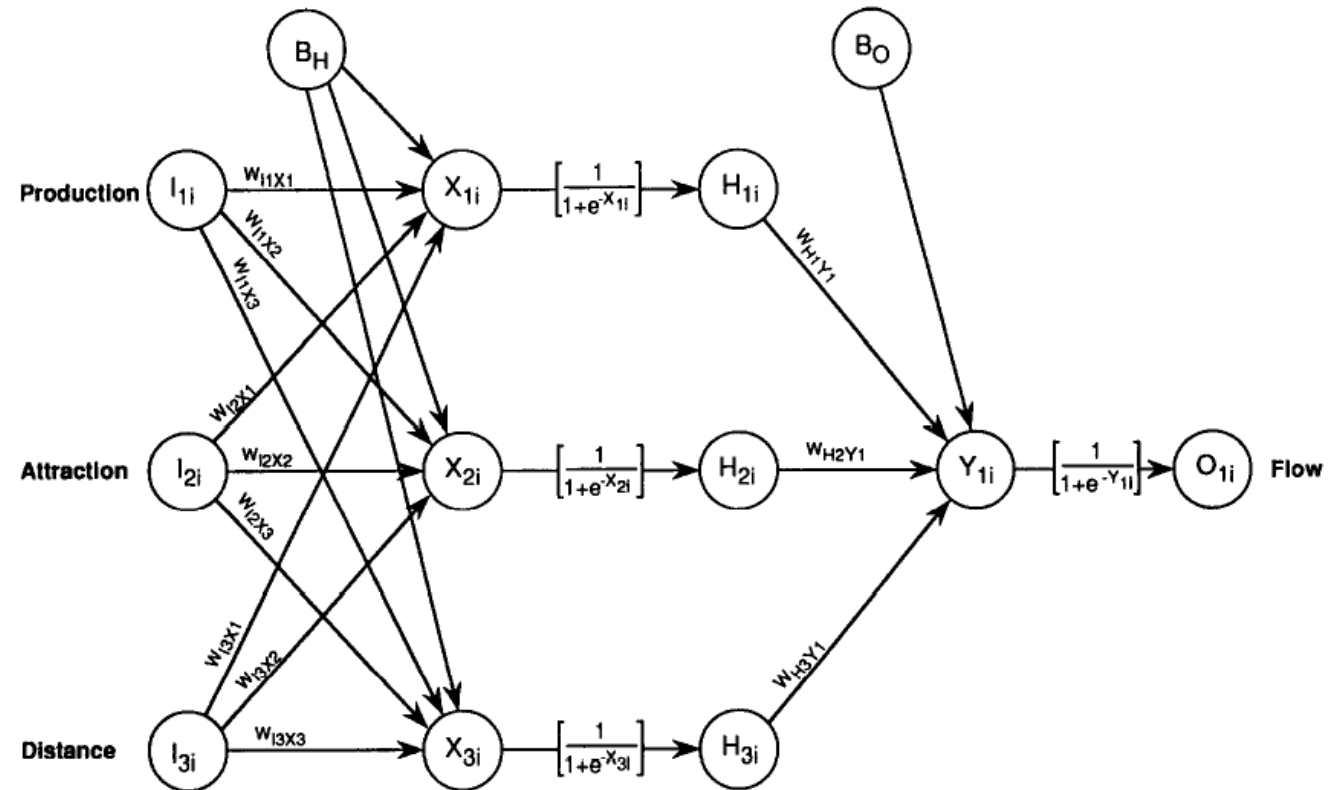 B_H
B_O
Production
I_1i
W_I1X1
X_1i
[1/(1+e^-X_1i)]
H_1i
W_I1X2
W_I1X3
W_H1Y1
W_I2X1
Attraction
I_2i
W_I2X2
X_2i
[1/(1+e^-X_2i)]
H_2i
W_H2Y1
Y_1i
[1/(1+e^-Y_1i)]
O_1i
Flow
W_I2X3
W_I3X1
W_I3X2
W_H3Y1
Distance
I_3i
W_I3X3
X_3i
[1/(1+e^-X_3i)]
H_3i